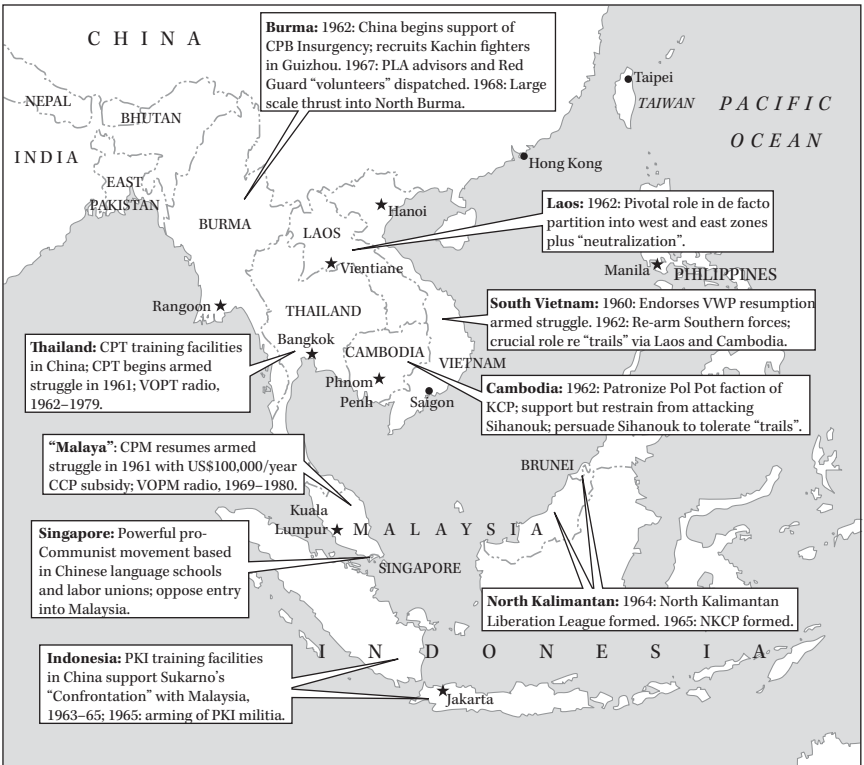 CHINA
Burma: 1962: China begins support of
CPB Insurgency; recruits Kachin fighters
in Guizhou. 1967: PLA advisors and Red
Guard “volunteers” dispatched. 1968: Large
scale thrust into North Burma.
Taipei
TAIWAN
PACIFIC
OCEAN
NEPAL
BHUTAN
INDIA
Hong Kong
EAST
PAKISTAN
BURMA
Hanoi
LAOS
Laos: 1962: Pivotal role in de facto
partition into west and east zones
plus “neutralization”.
Vientiane
Manila
PHILIPPINES
Rangoon
THAILAND
South Vietnam: 1960: Endorses VWP resumption
armed struggle. 1962: Re-arm Southern forces;
crucial role re “trails” via Laos and Cambodia.
Bangkok
Thailand: CPT training facilities
in China; CPT begins armed
struggle in 1961; VOPT radio,
1962–1979.
CAMBODIA
VIETNAM
Phnom
Penh
Saigon
Cambodia: 1962: Patronize Pol Pot faction of
KCP; support but restrain from attacking
Sihanouk; persuade Sihanouk to tolerate “trails”.
“Malaya”: CPM resumes armed
struggle in 1961 with US$100,000/year
CCP subsidy; VOPM radio, 1969–1980.
BRUNEI
Kuala
Lumpur
MALAYSIA
Singapore: Powerful pro-
Communist movement based
in Chinese language schools
and labor unions; oppose entry
into Malaysia.
SINGAPORE
North Kalimantan: 1964: North Kalimantan
Liberation League formed. 1965: NKCP formed.
INDONESIA
Indonesia: PKI training facilities
in China support Sukarno’s
“Confrontation” with Malaysia,
1963–65; 1965: arming of PKI militia.
Jakarta